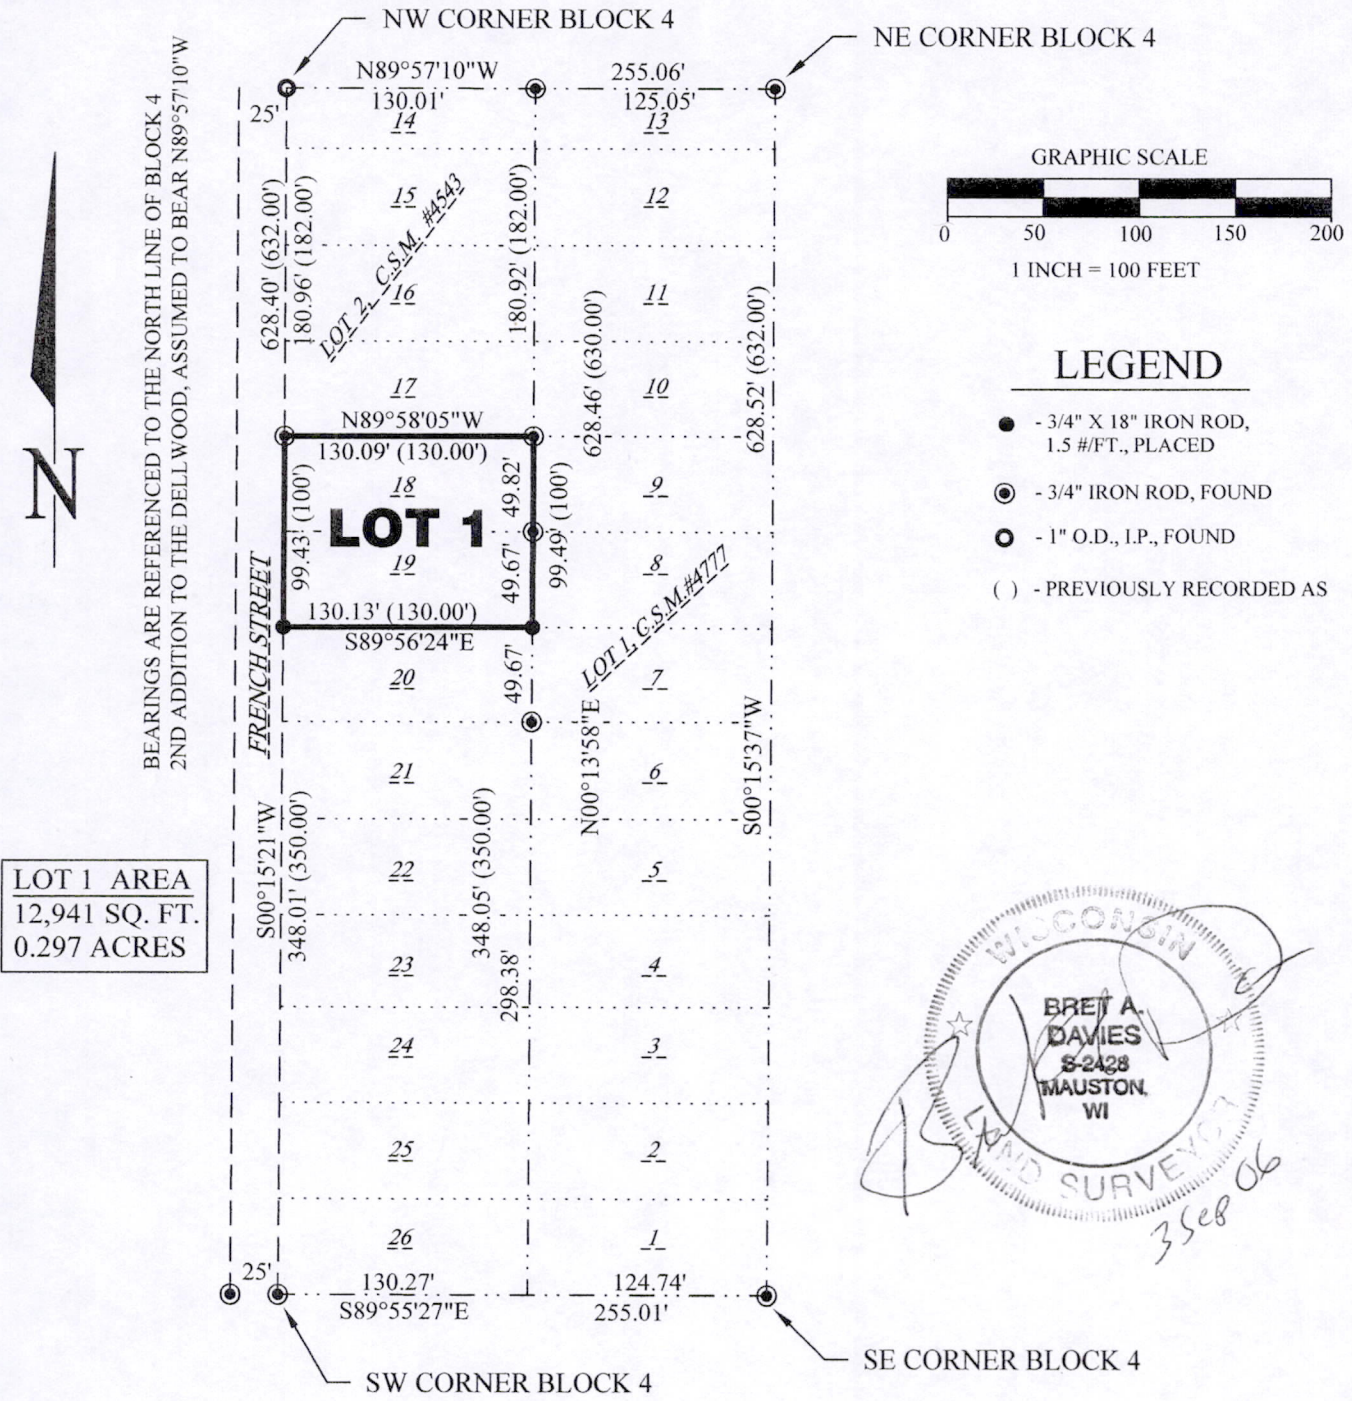 NW CORNER BLOCK 4
NE CORNER BLOCK 4
N89°57'10"W
255.06'
130.01'
125.05'
25'
14
13
BEARINGS ARE REFERENCED TO THE NORTH LINE OF BLOCK 4
2ND ADDITION TO THE DELLWOOD, ASSUMED TO BEAR N89°57'10"W
N
628.40' (632.00')
180.96' (182.00')
15
LOT 2, C.S.M. #4543
180.92' (182.00')
12
16
11
628.46' (630.00')
628.52' (632.00')
17
10
GRAPHIC SCALE
0 50 100 150 200
1 INCH = 100 FEET
LEGEND
- 3/4" X 18" IRON ROD,
1.5 #/FT., PLACED
- 3/4" IRON ROD, FOUND
- 1" O.D., I.P., FOUND
( ) - PREVIOUSLY RECORDED AS
N89°58'05"W
130.09' (130.00')
18
9
99.43' (100')
LOT 1
49.82'
49.67'
99.49' (100')
19
8
130.13' (130.00')
S89°56'24"E
FRENCH STREET
LOT 1, C.S.M.#4777
20
49.67'
7
N00°13'58"E
S00°15'37"W
21
6
S00°15'21"W
348.01' (350.00')
22
348.05' (350.00')
5
LOT 1 AREA
12,941 SQ. FT.
0.297 ACRES
23
298.38'
4
24
3
25
2
26
1
25'
130.27'
124.74'
S89°55'27"E
255.01'
SW CORNER BLOCK 4
SE CORNER BLOCK 4
WISCONSIN
BRETT A.
DAVIES
S-2428
MAUSTON,
WI
LAND SURVEYOR
3 Sep 06